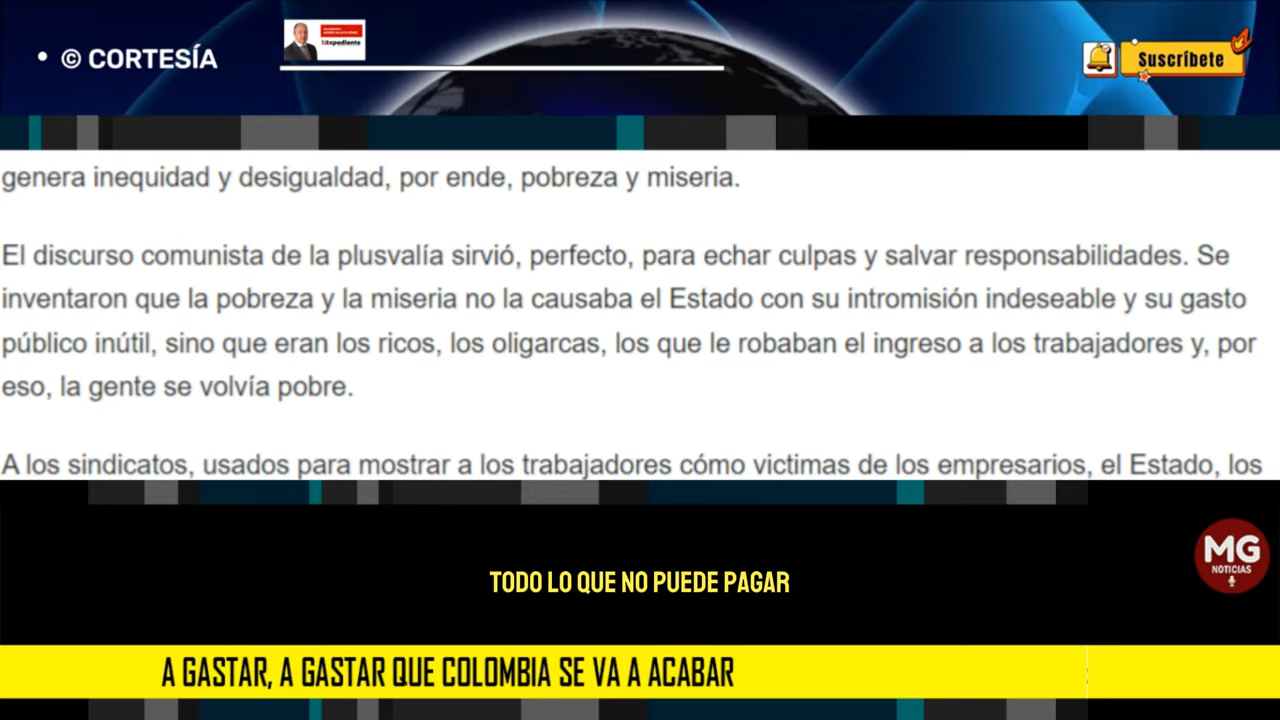 • © CORTESÍA
Expediente
Suscríbete
genera inequidad y desigualdad, por ende, pobreza y miseria.
El discurso comunista de la plusvalía sirvió, perfecto, para echar culpas y salvar responsabilidades. Se
inventaron que la pobreza y la miseria no la causaba el Estado con su intromisión indeseable y su gasto
público inútil, sino que eran los ricos, los oligarcas, los que le robaban el ingreso a los trabajadores y, por
eso, la gente se volvía pobre.
A los sindicatos, usados para mostrar a los trabajadores cómo victimas de los empresarios, el Estado, los
MG
NOTICIAS
TODO LO QUE NO PUEDE PAGAR
A GASTAR, A GASTAR QUE COLOMBIA SE VA A ACABAR